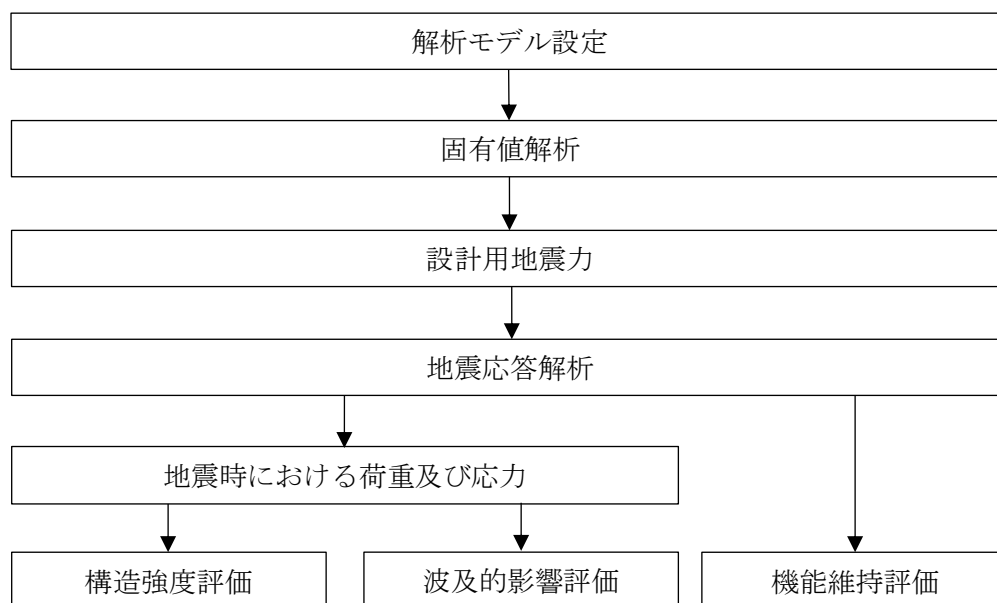 解析モデル設定
固有値解析
設計用地震力
地震応答解析
地震時における荷重及び応力
構造強度評価
波及的影響評価
機能維持評価